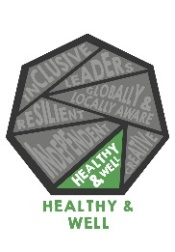 INCLUSIVE
LEADERS
GLOBALLY &
LOCALLY AWARE
RESILIENT
INDEPENDENT
CREATIVE
HEALTHY
& WELL
HEALTHY &
WELL